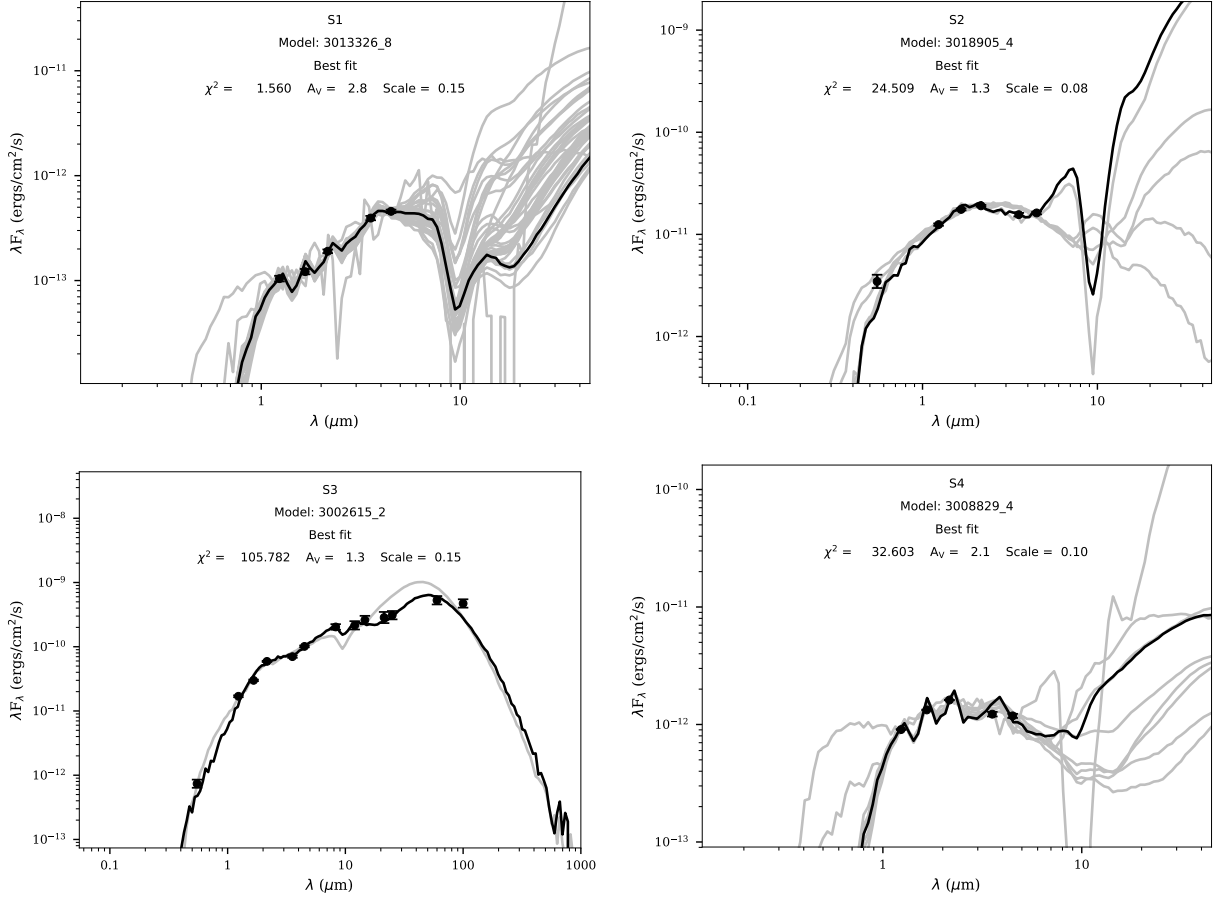 S1
Model: 3013326_8
Best fit
χ² = 1.560 A_V = 2.8 Scale = 0.15
10⁻¹¹
10⁻¹²
10⁻¹³
λF_λ (ergs/cm²/s)
1 10
λ (μm)
S2
Model: 3018905_4
Best fit
χ² = 24.509 A_V = 1.3 Scale = 0.08
10⁻⁹
10⁻¹⁰
10⁻¹¹
10⁻¹²
λF_λ (ergs/cm²/s)
0.1 1 10
λ (μm)
S3
Model: 3002615_2
Best fit
χ² = 105.782 A_V = 1.3 Scale = 0.15
10⁻⁸
10⁻⁹
10⁻¹⁰
10⁻¹¹
10⁻¹²
10⁻¹³
λF_λ (ergs/cm²/s)
0.1 1 10 100 1000
λ (μm)
S4
Model: 3008829_4
Best fit
χ² = 32.603 A_V = 2.1 Scale = 0.10
10⁻¹⁰
10⁻¹¹
10⁻¹²
10⁻¹³
λF_λ (ergs/cm²/s)
1 10
λ (μm)